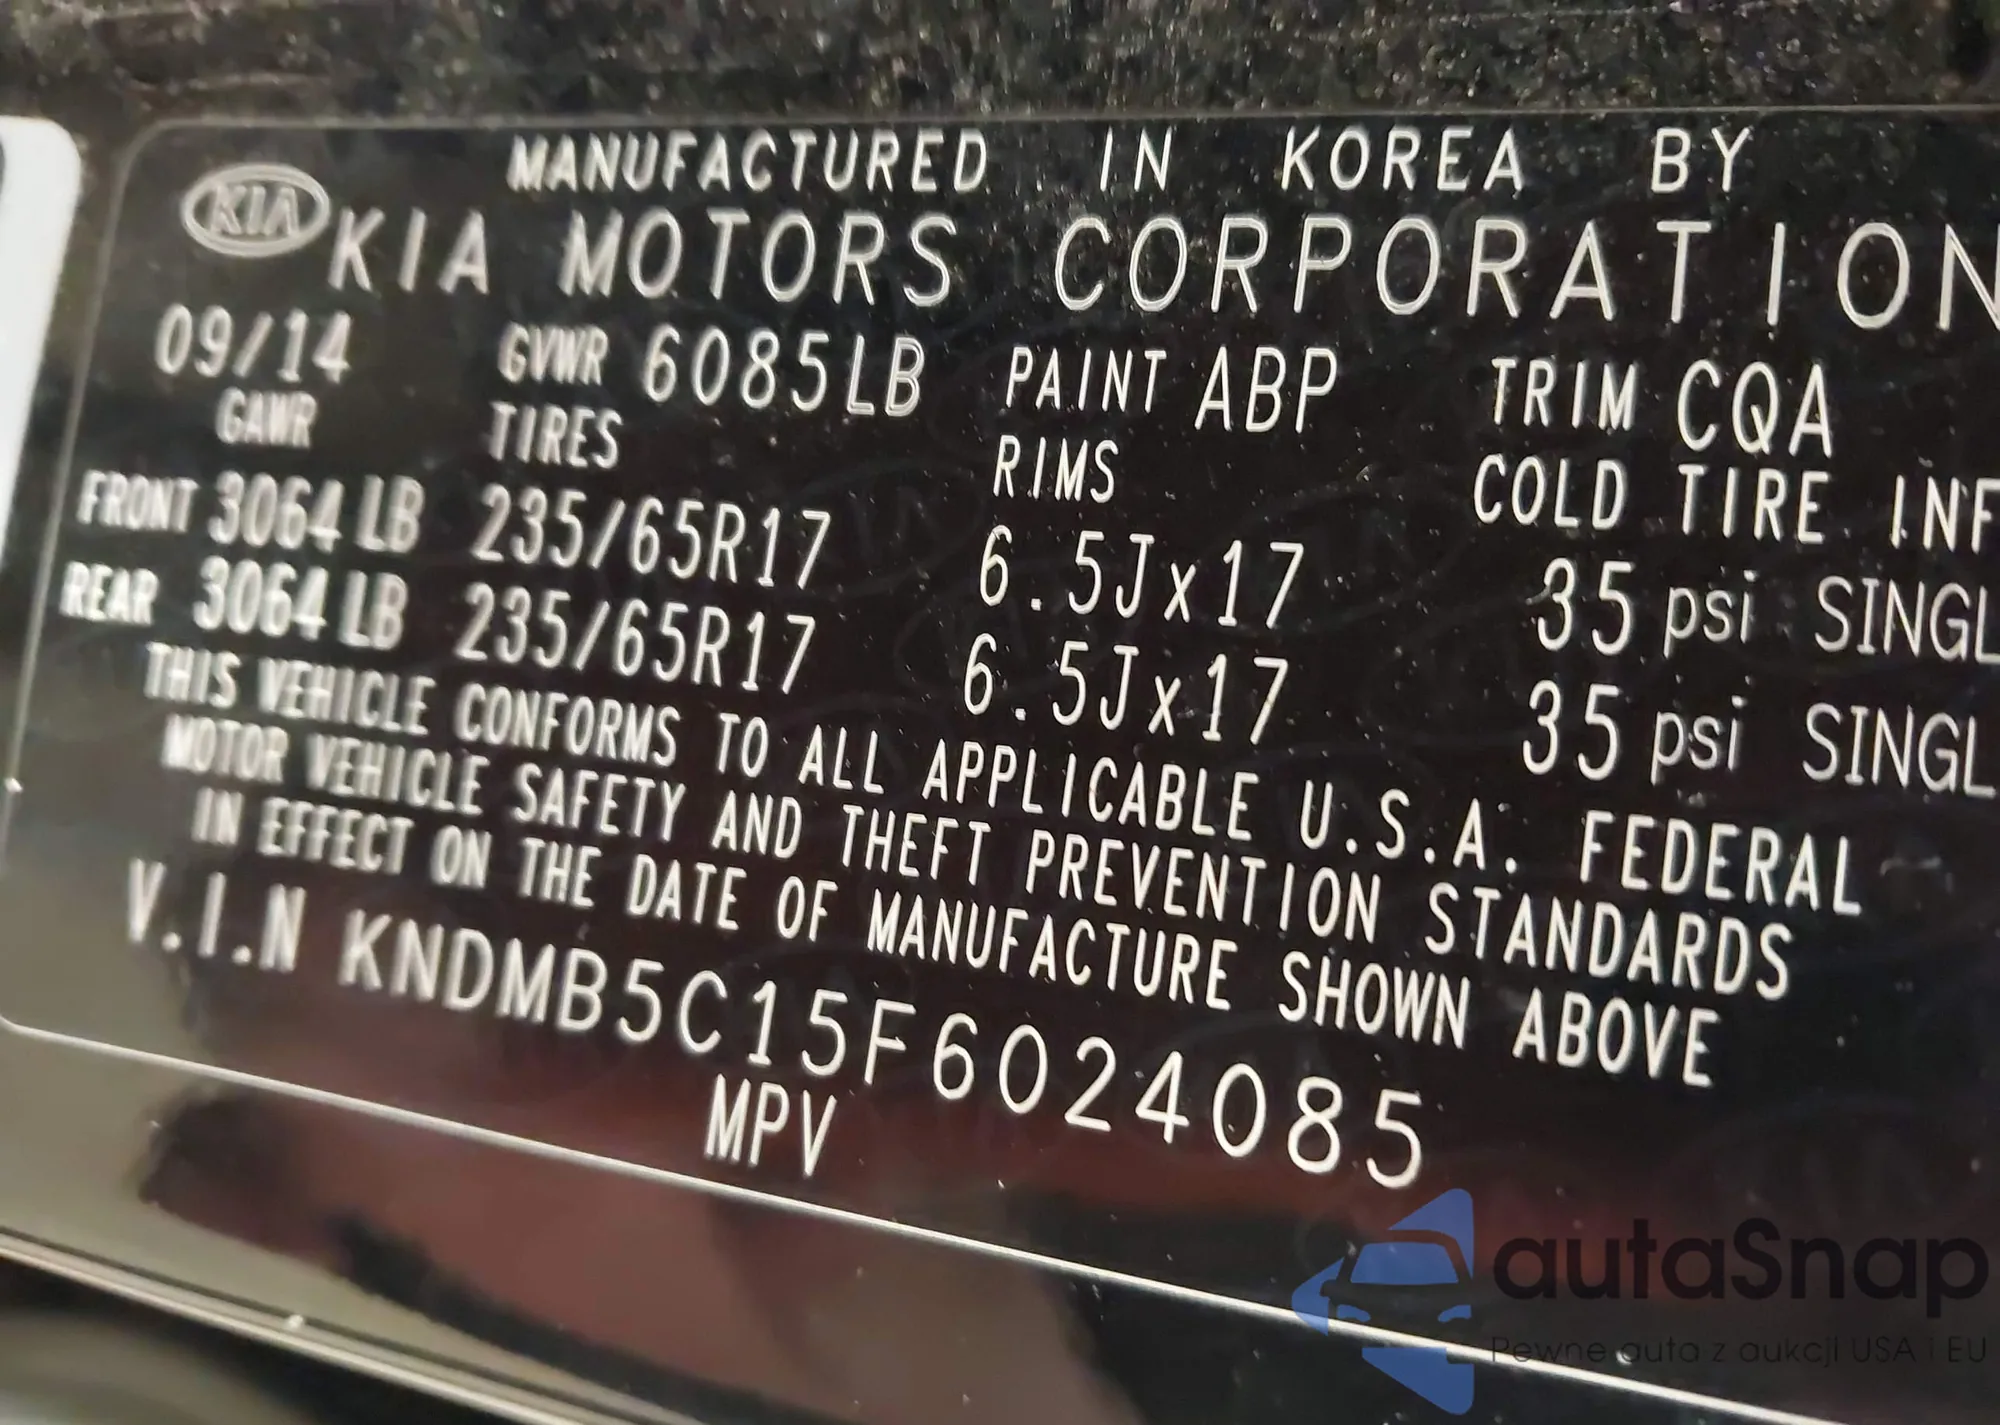 MANUFACTURED IN KOREA BY
KIA KIA MOTORS CORPORATION
09/14 GVWR 6085LB PAINT ABP TRIM CQA
GAWR TIRES RIMS COLD TIRE INF
FRONT 3064 LB 235/65R17 6.5Jx17 35 psi SINGL
REAR 3064 LB 235/65R17 6.5Jx17 35 psi SINGL
THIS VEHICLE CONFORMS TO ALL APPLICABLE U.S.A. FEDERAL
MOTOR VEHICLE SAFETY AND THEFT PREVENTION STANDARDS
IN EFFECT ON THE DATE OF MANUFACTURE SHOWN ABOVE
V.I.N KNDMB5C15F6024085
MPV
autaSnap
Pewne auta z aukcji USA i EU